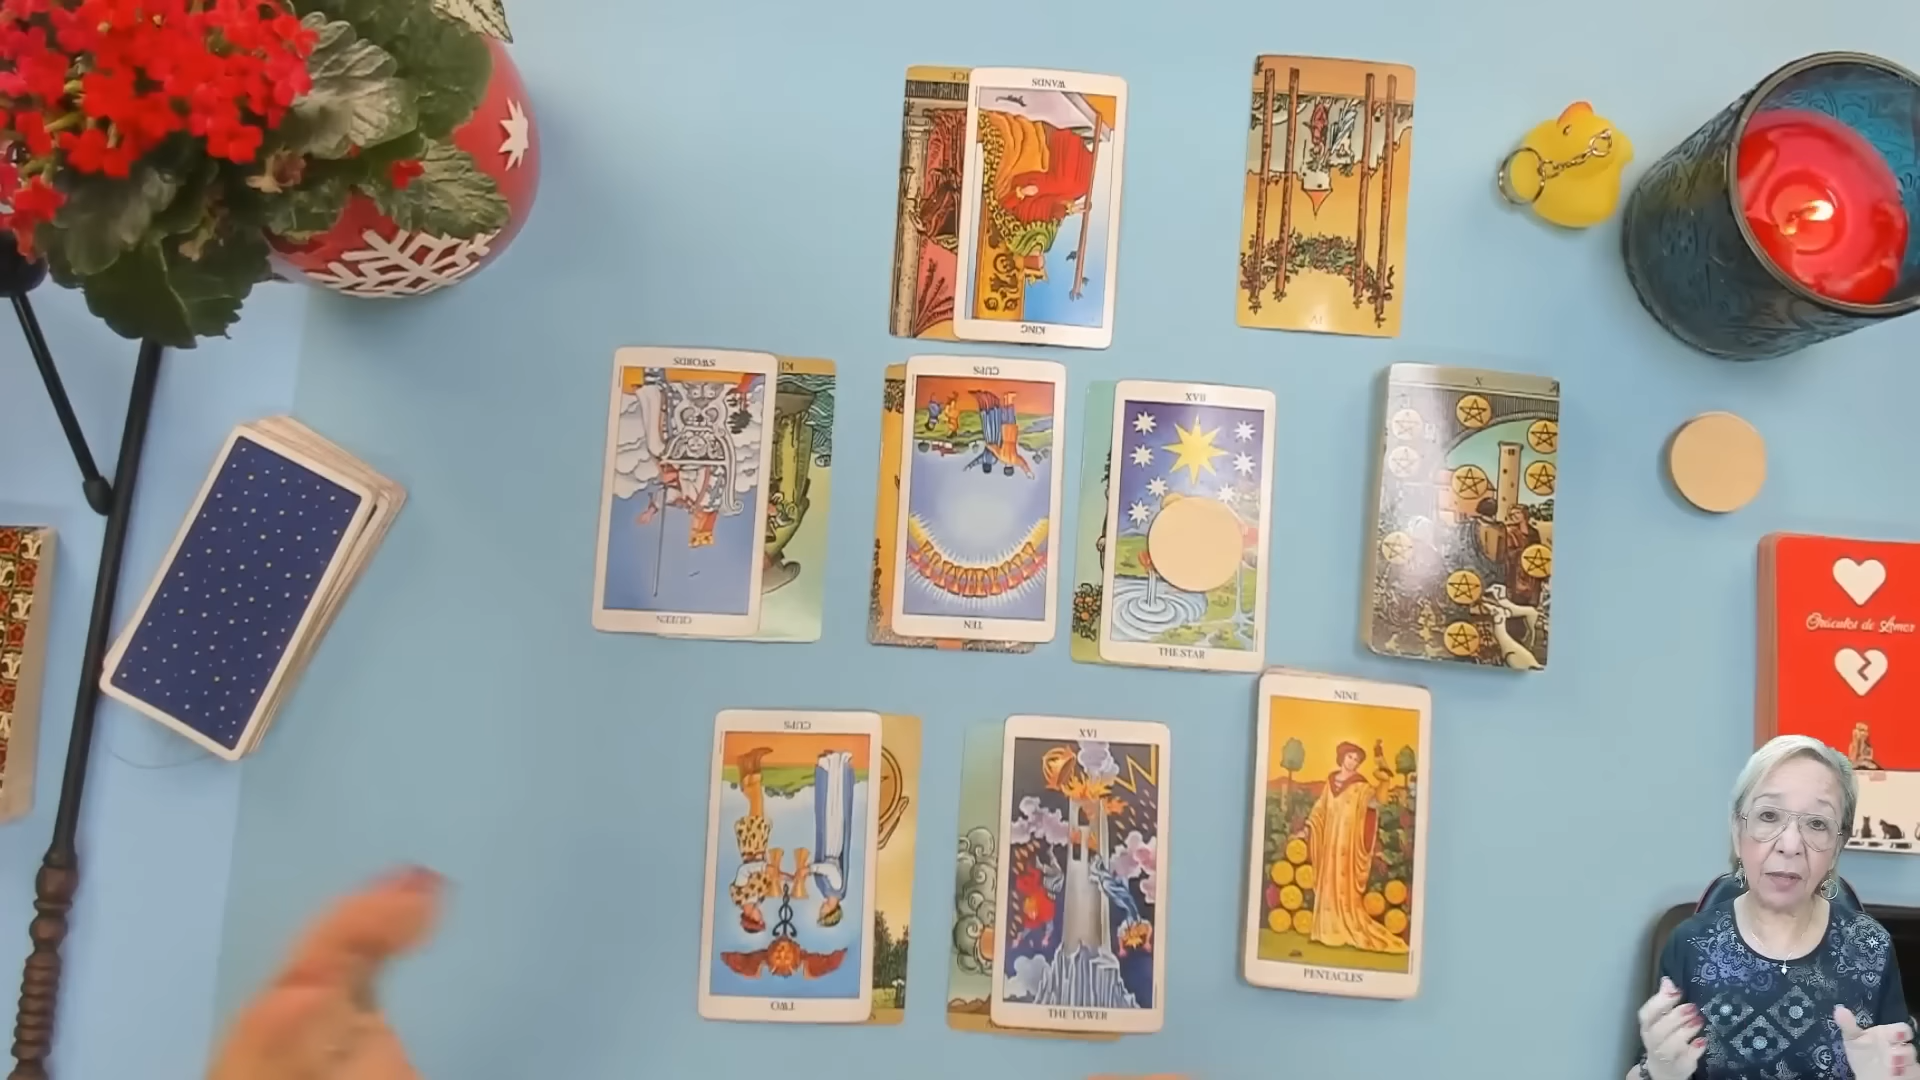 WANDS
KING
IV
SWORDS
QUEEN
CUPS
TEN
XVII
THE STAR
X
CUPS
TWO
XVI
THE TOWER
NINE
PENTACLES
Oráculos de Amor